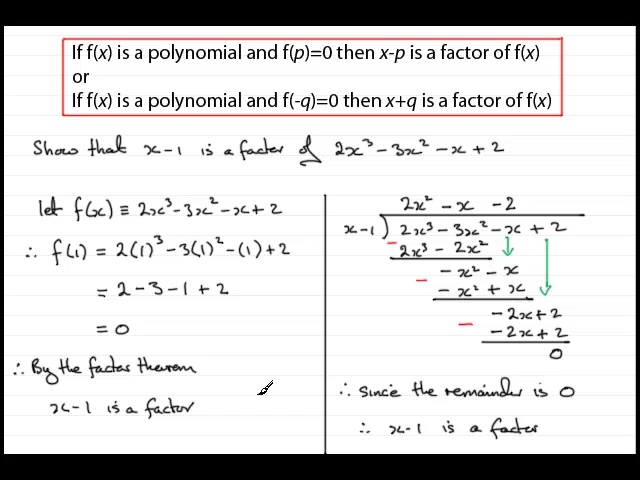 If f(x) is a polynomial and f(p)=0 then x-p is a factor of f(x)
or
If f(x) is a polynomial and f(-q)=0 then x+q is a factor of f(x)
Show that x-1 is a factor of 2x³-3x²-x+2
let f(x) ≡ 2x³-3x²-x+2
∴ f(1) = 2(1)³-3(1)²-(1)+2
= 2-3-1+2
= 0
∴ By the factor theorem
x-1 is a factor
2x² - x - 2
x-1 ) 2x³ - 3x² - x + 2
- 2x³ - 2x²
- x² - x
- - x² + x
- 2x + 2
- - 2x + 2
0
∴ since the remainder is 0
∴ x-1 is a factor